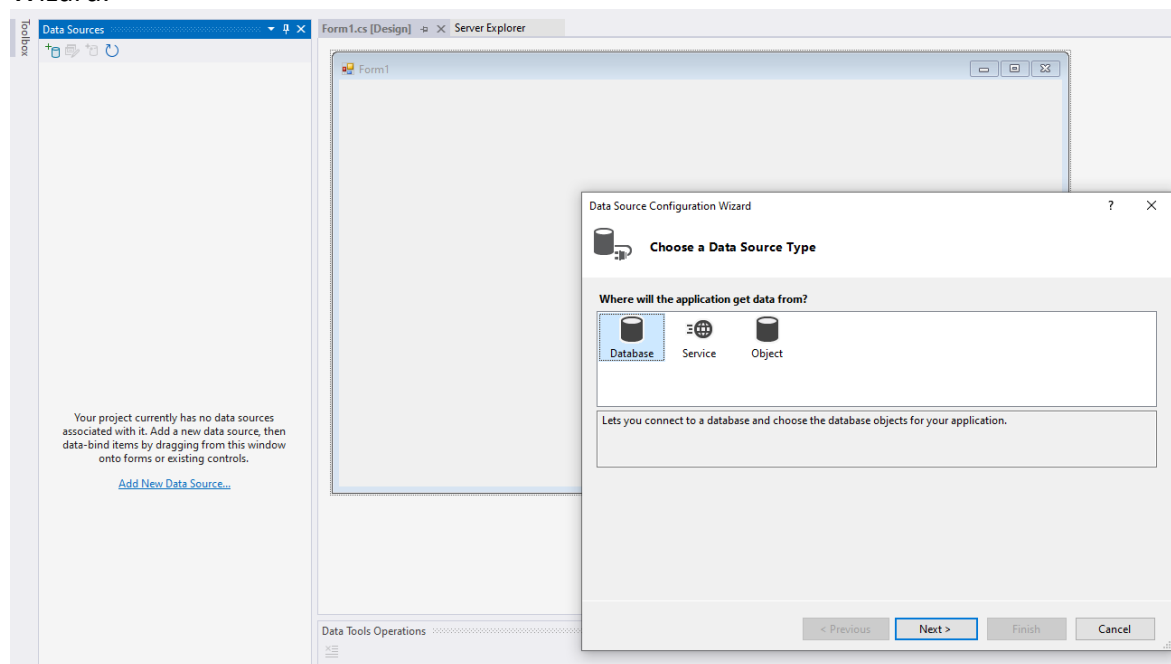 Wizard.
Toolbox
Data Sources
Form1.cs [Design]
Server Explorer
Form1
Data Source Configuration Wizard
?
Choose a Data Source Type
Where will the application get data from?
Database
Service
Object
Lets you connect to a database and choose the database objects for your application.
Your project currently has no data sources
associated with it. Add a new data source, then
data-bind items by dragging from this window
onto forms or existing controls.
Add New Data Source...
Data Tools Operations
< Previous
Next >
Finish
Cancel